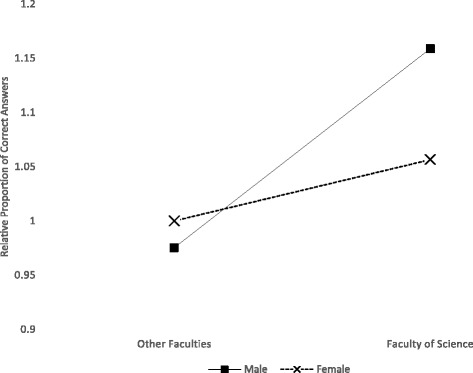 Relative Proportion of Correct Answers
1.2
1.15
1.1
1.05
1
0.95
0.9
Other Faculties
Faculty of Science
Male
Female